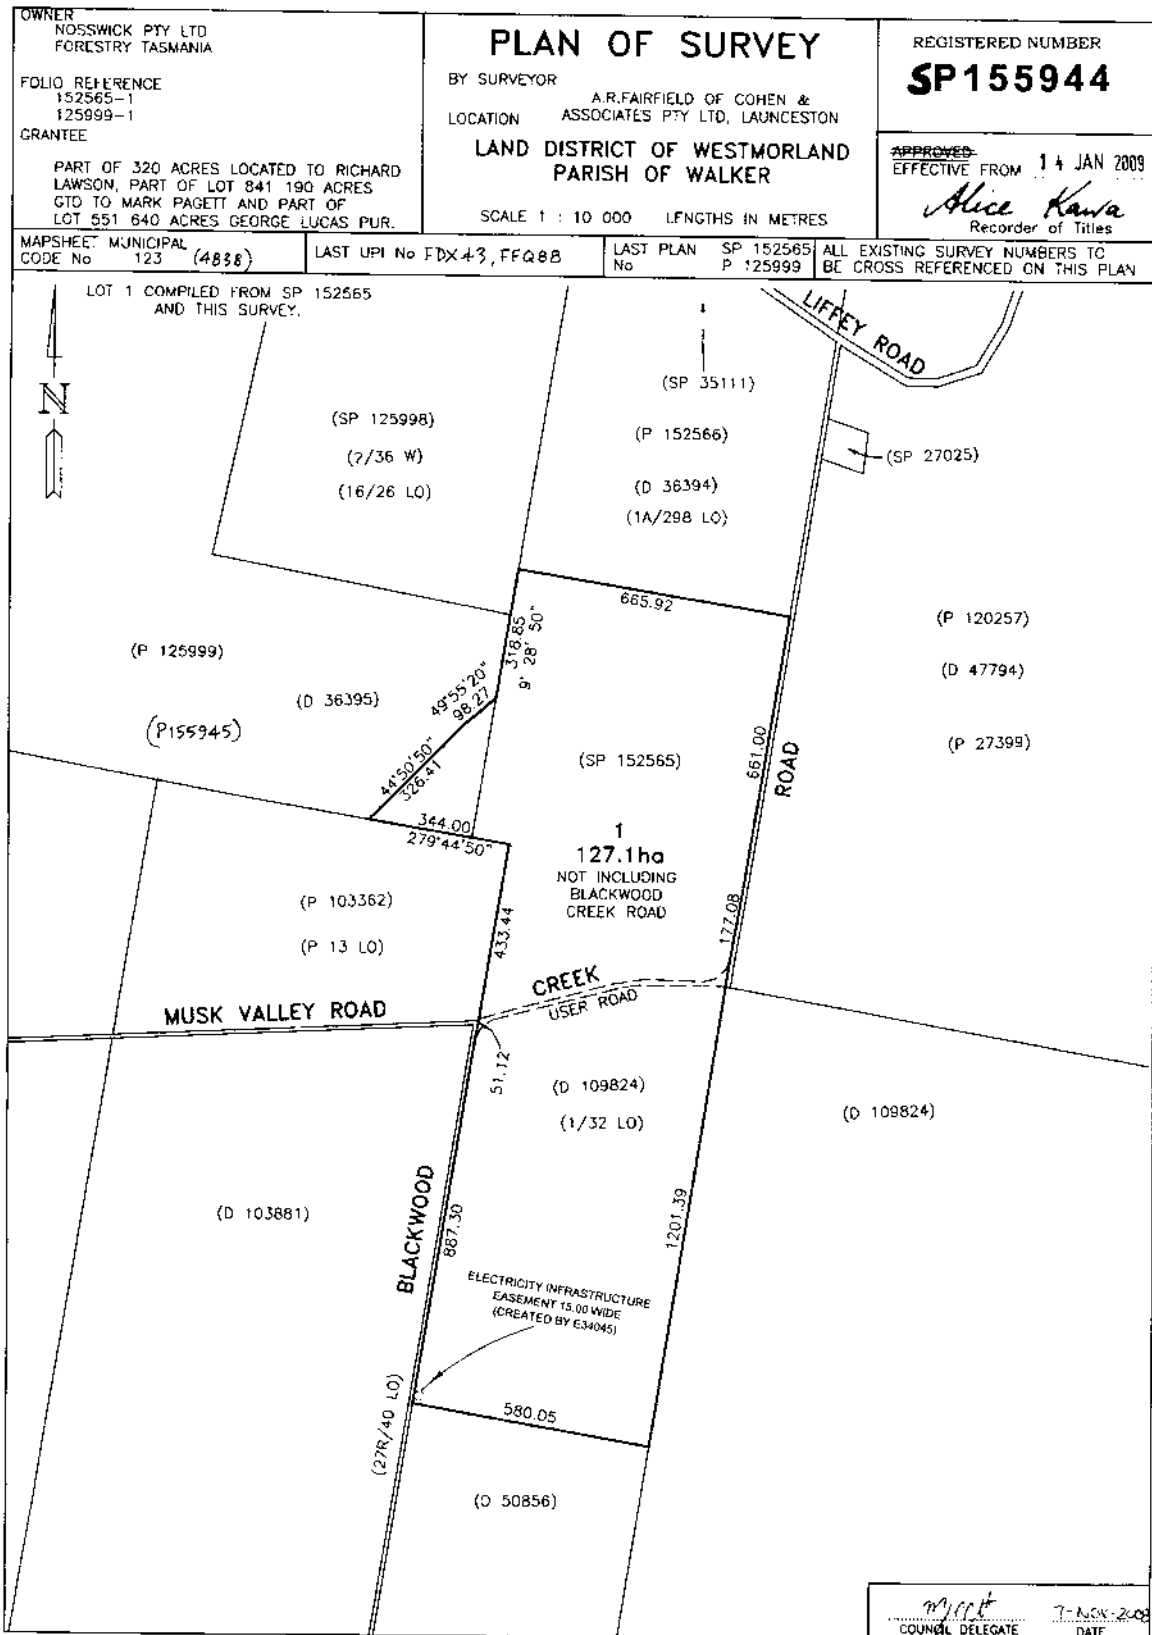 OWNER
NOSSWICK PTY LTD
FORESTRY TASMANIA
FOLIO REFERENCE
152565-1
125999-1
GRANTEE
PART OF 320 ACRES LOCATED TO RICHARD
LAWSON, PART OF LOT 841 190 ACRES
GTD TO MARK PAGETT AND PART OF
LOT 551 640 ACRES GEORGE LUCAS PUR.
PLAN OF SURVEY
BY SURVEYOR
A.R.FAIRFIELD OF COHEN &
LOCATION ASSOCIATES PTY LTD, LAUNCESTON
LAND DISTRICT OF WESTMORLAND
PARISH OF WALKER
SCALE 1 : 10 000 LENGTHS IN METRES
REGISTERED NUMBER
SP155944
APPROVED
EFFECTIVE FROM 14 JAN 2009
Alice Kawa
Recorder of Titles
MAPSHEET MUNICIPAL
CODE No 123 (4838)
LAST UPI No FDX43, FFQ88
LAST PLAN SP 152565
No P 125999
ALL EXISTING SURVEY NUMBERS TO
BE CROSS REFERENCED ON THIS PLAN
LOT 1 COMPILED FROM SP 152565
AND THIS SURVEY.
N
LIFFEY ROAD
(SP 35111)
(SP 125998)
(P 152566)
(2/36 W)
(SP 27025)
(16/26 LO)
(D 36394)
(1A/298 LO)
665.92
318.85
9° 28' 50"
(P 120257)
(P 125999)
(D 47794)
49°55'20"
98.27
(D 36395)
(P155945)
(P 27399)
(SP 152565)
661.00
ROAD
44°50'50"
326.41
344.00
279°44'50"
1
127.1ha
NOT INCLUDING
BLACKWOOD
CREEK ROAD
(P 103362)
433.44
177.08
(P 13 LO)
CREEK
USER ROAD
MUSK VALLEY ROAD
51.12
(D 109824)
(1/32 LO)
(D 109824)
BLACKWOOD
887.30
1201.39
(D 103881)
ELECTRICITY INFRASTRUCTURE
EASEMENT 15.00 WIDE
(CREATED BY E34045)
(27R/40 LO)
580.05
(D 50856)
7-NOV-2008
COUNCIL DELEGATE DATE